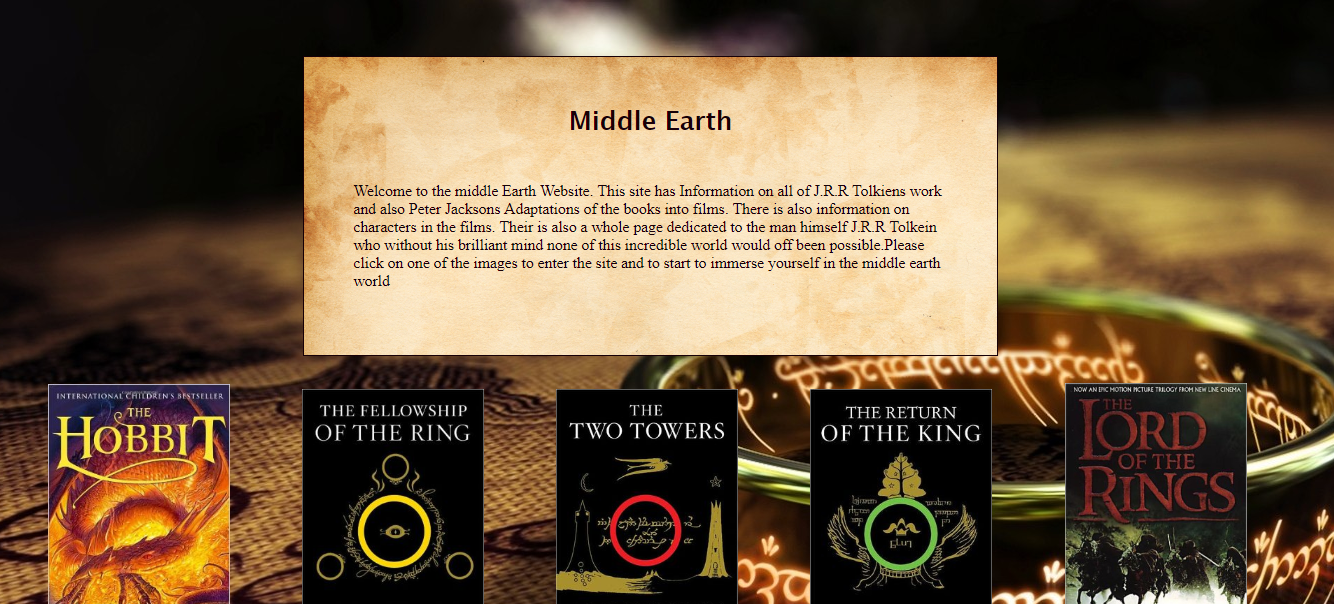 Middle Earth
Welcome to the middle Earth Website. This site has Information on all of J.R.R Tolkiens work
and also Peter Jacksons Adaptations of the books into films. There is also information on
characters in the films. Their is also a whole page dedicated to the man himself J.R.R Tolkein
who without his brilliant mind none of this incredible world would off been possible.Please
click on one of the images to enter the site and to start to immerse yourself in the middle earth
world
INTERNATIONAL CHILDREN'S BESTSELLER
THE
HOBBIT
THE FELLOWSHIP
OF THE RING
THE
TWO TOWERS
THE RETURN
OF THE KING
NOW AN EPIC MOTION PICTURE TRILOGY FROM NEW LINE CINEMA
THE
LORD
OF THE
RINGS